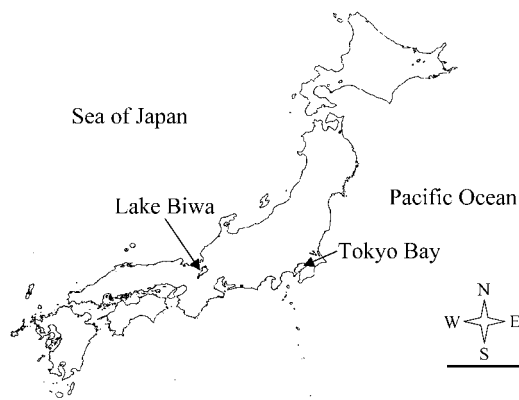 Sea of Japan
Pacific Ocean
Lake Biwa
Tokyo Bay
N
W E
S